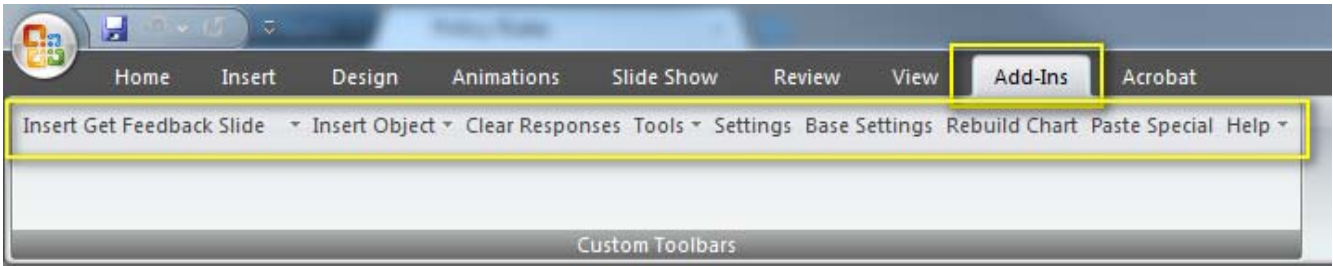 Home Insert Design Animations Slide Show Review View Add-Ins Acrobat
Insert Get Feedback Slide Insert Object Clear Responses Tools Settings Base Settings Rebuild Chart Paste Special Help
Custom Toolbars